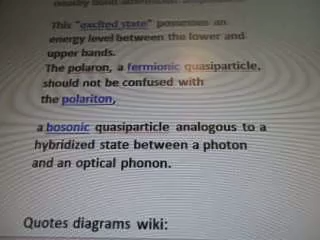 This "excited state" possesses an
energy level between the lower and
upper bands.
The polaron, a fermionic quasiparticle,
should not be confused with
the polariton,
a bosonic quasiparticle analogous to a
hybridized state between a photon
and an optical phonon.
Quotes diagrams wiki: